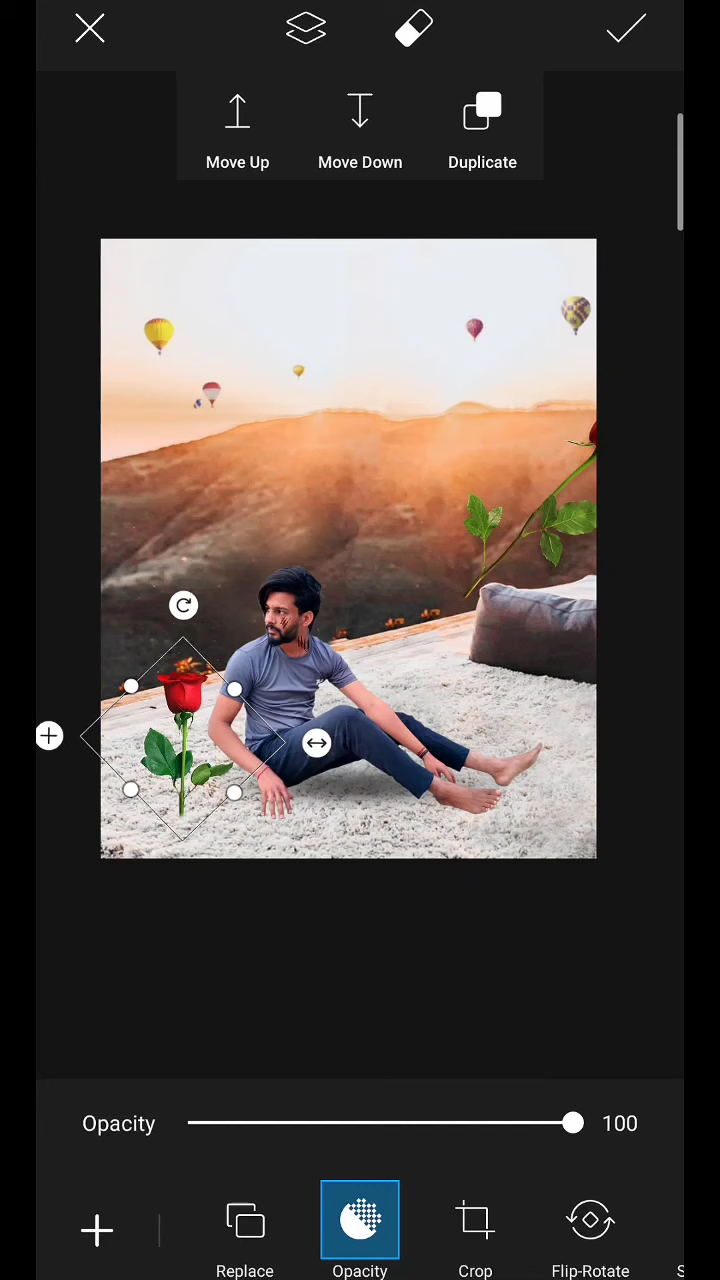 Move Up
Move Down
Duplicate
Opacity
100
Replace
Opacity
Crop
Flip-Rotate
S